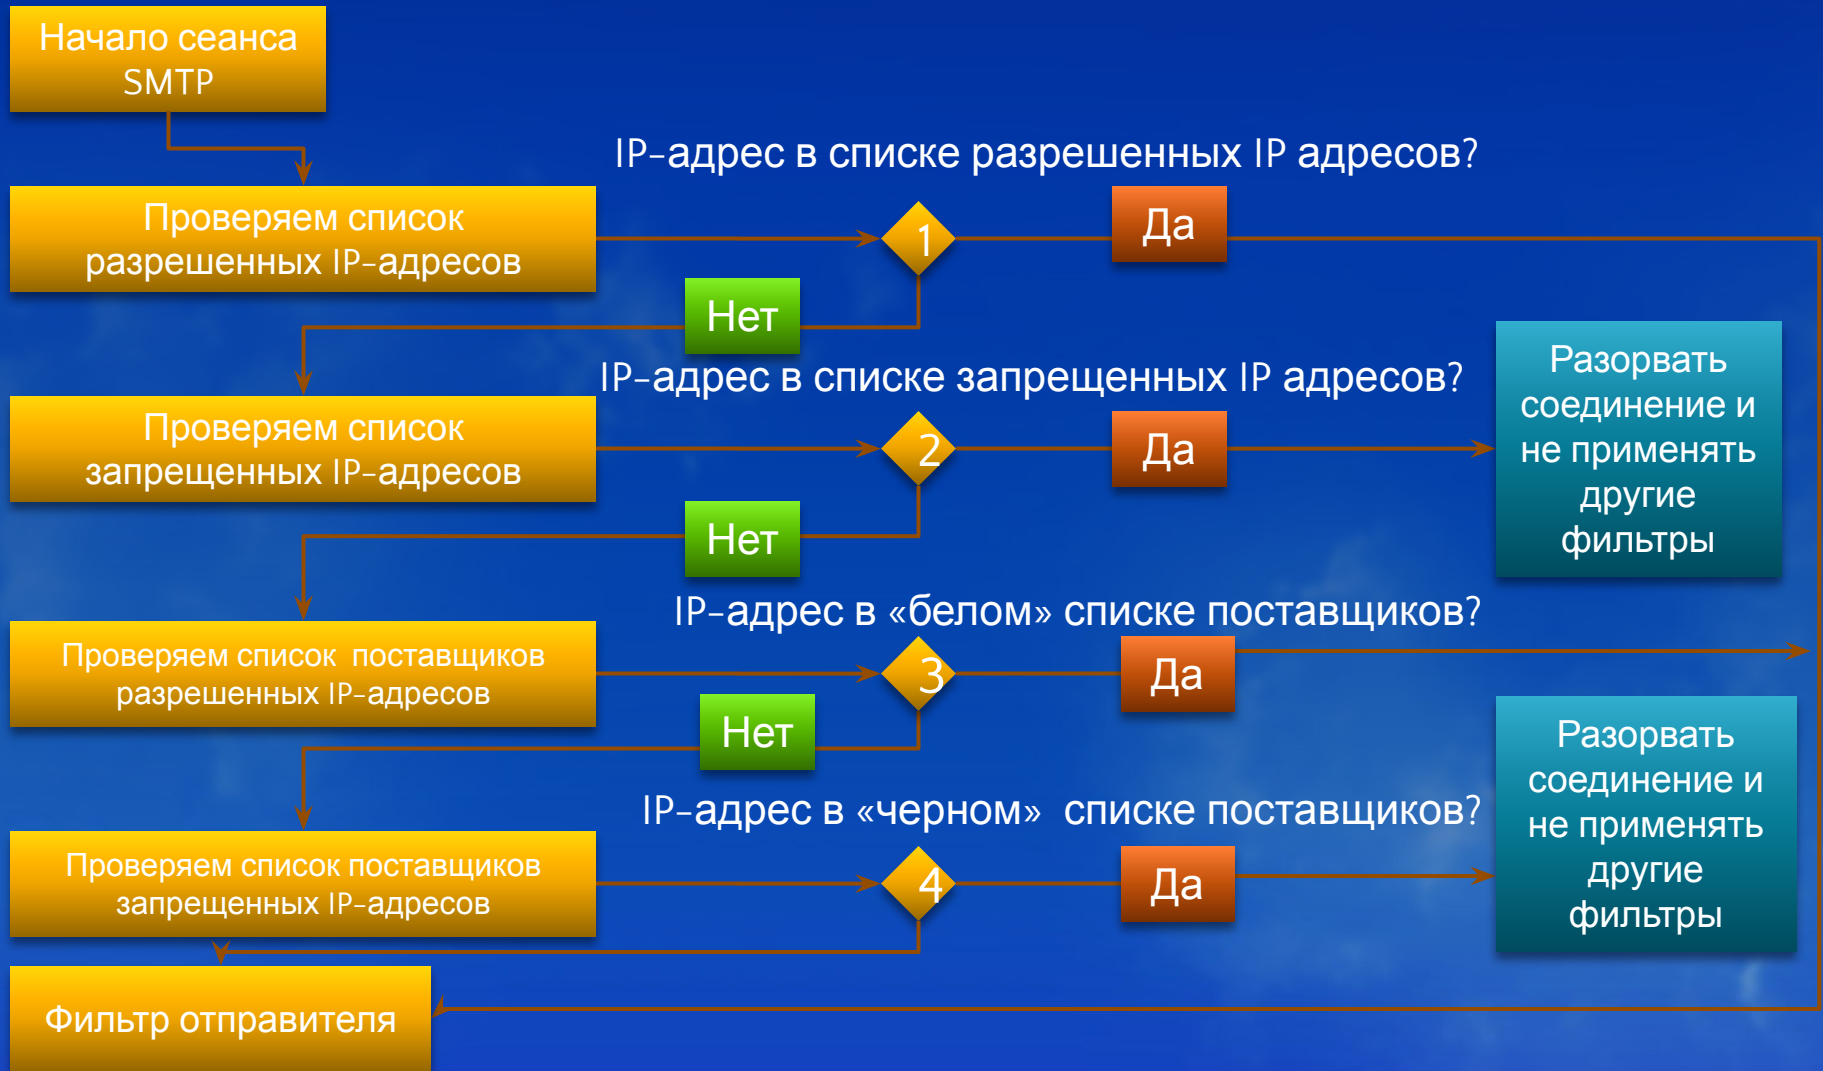 Начало сеанса
SMTP
IP-адрес в списке разрешенных IP адресов?
Проверяем список
разрешенных IP-адресов
1
Да
Нет
IP-адрес в списке запрещенных IP адресов?
Проверяем список
запрещенных IP-адресов
2
Да
Разорвать
соединение и
не применять
другие
фильтры
Нет
IP-адрес в «белом» списке поставщиков?
Проверяем список поставщиков
разрешенных IP-адресов
3
Да
Нет
IP-адрес в «черном» списке поставщиков?
Проверяем список поставщиков
запрещенных IP-адресов
4
Да
Разорвать
соединение и
не применять
другие
фильтры
Фильтр отправителя